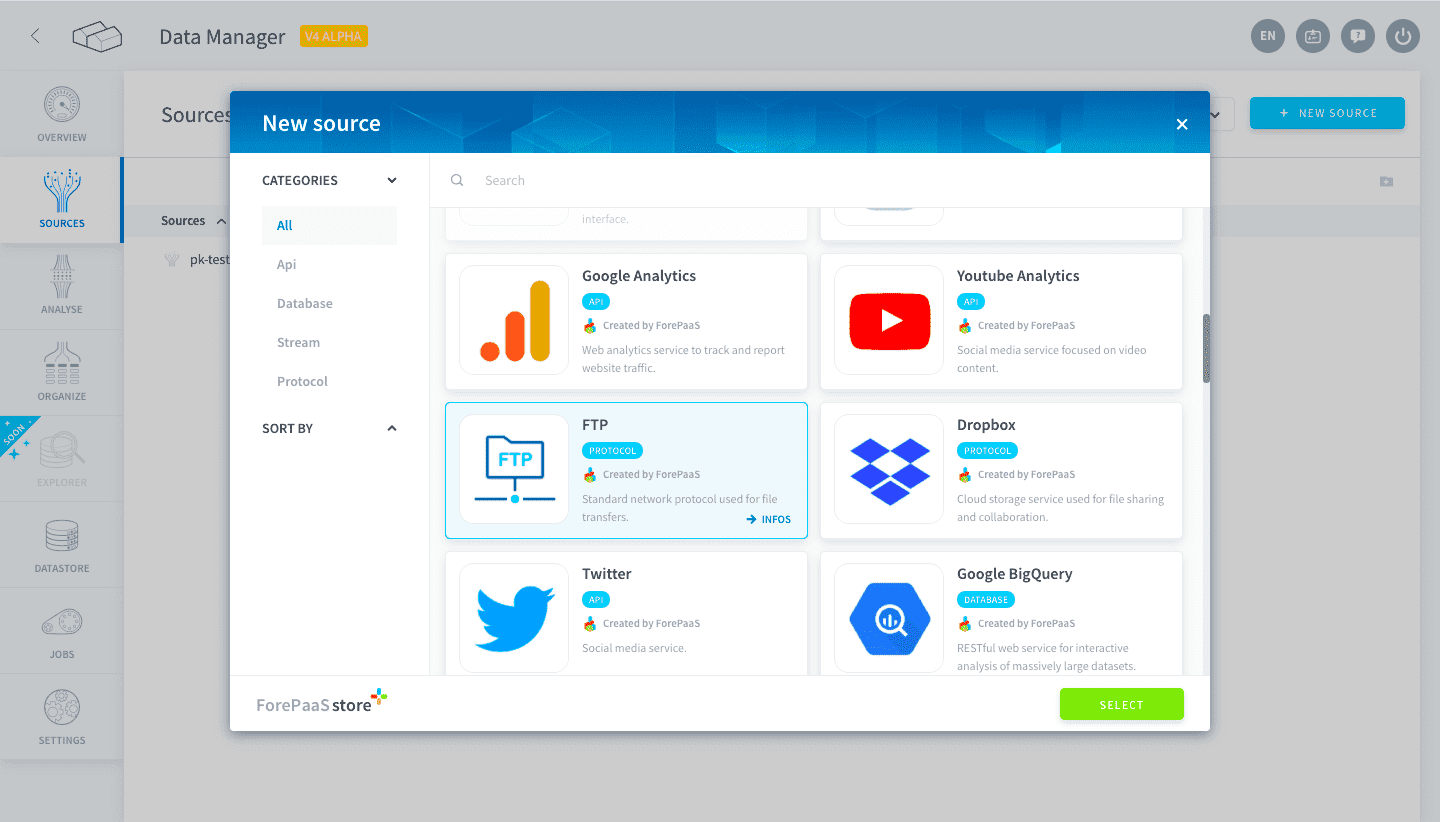 Data Manager
V4 ALPHA
EN
OVERVIEW
SOURCES
ANALYSE
ORGANIZE
SOON
EXPLORER
DATASTORE
JOBS
SETTINGS
Sources
+ NEW SOURCE
Sources
pk-test
New source
CATEGORIES
All
Api
Database
Stream
Protocol
SORT BY
Search
interface.
Google Analytics
API
Created by ForePaaS
Web analytics service to track and report
website traffic.
Youtube Analytics
API
Created by ForePaaS
Social media service focused on video
content.
FTP
FTP
PROTOCOL
Created by ForePaaS
Standard network protocol used for file
transfers.
INFOS
Dropbox
PROTOCOL
Created by ForePaaS
Cloud storage service used for file sharing
and collaboration.
Twitter
API
Created by ForePaaS
Social media service.
Google BigQuery
DATABASE
Created by ForePaaS
RESTful web service for interactive
analysis of massively large datasets.
ForePaaS store
SELECT